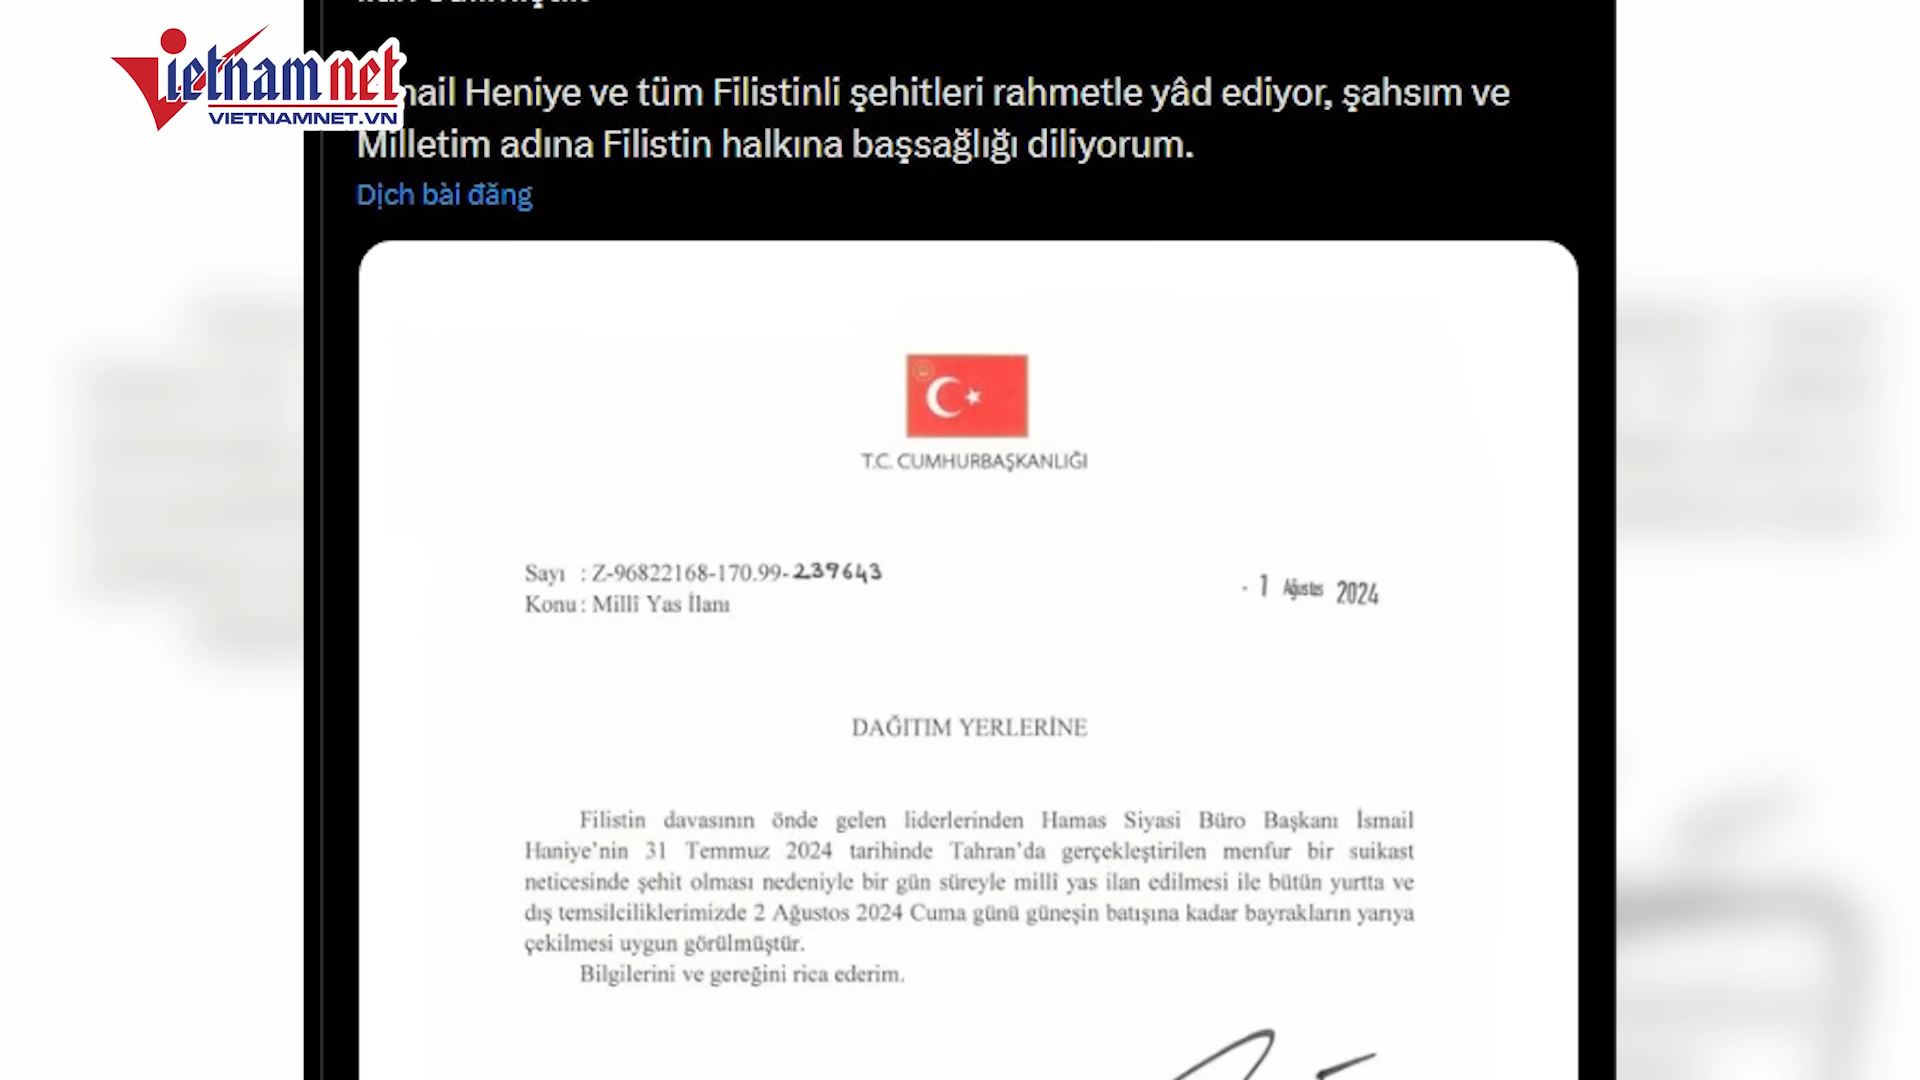 Vietnamnet
VIETNAMNET.VN
Heniye ve tüm Filistinli şehitleri rahmetle yâd ediyor, şahsım ve
Milletim adına Filistin halkına başsağlığı diliyorum.
Dịch bài đăng
T.C. CUMHURBAŞKANLIĞI
Sayı : Z-96822168-170.99-239643
- 1 Ağustos 2024
Konu : Millî Yas İlanı
DAĞITIM YERLERİNE
Filistin davasının önde gelen liderlerinden Hamas Siyasi Büro Başkanı İsmail
Haniye’nin 31 Temmuz 2024 tarihinde Tahran’da gerçekleştirilen menfur bir suikast
neticesinde şehit olması nedeniyle bir gün süreyle millî yas ilan edilmesi ile bütün yurtta ve
dış temsilciliklerimizde 2 Ağustos 2024 Cuma günü güneşin batışına kadar bayrakların yarıya
çekilmesi uygun görülmüştür.
Bilgilerini ve gereğini rica ederim.